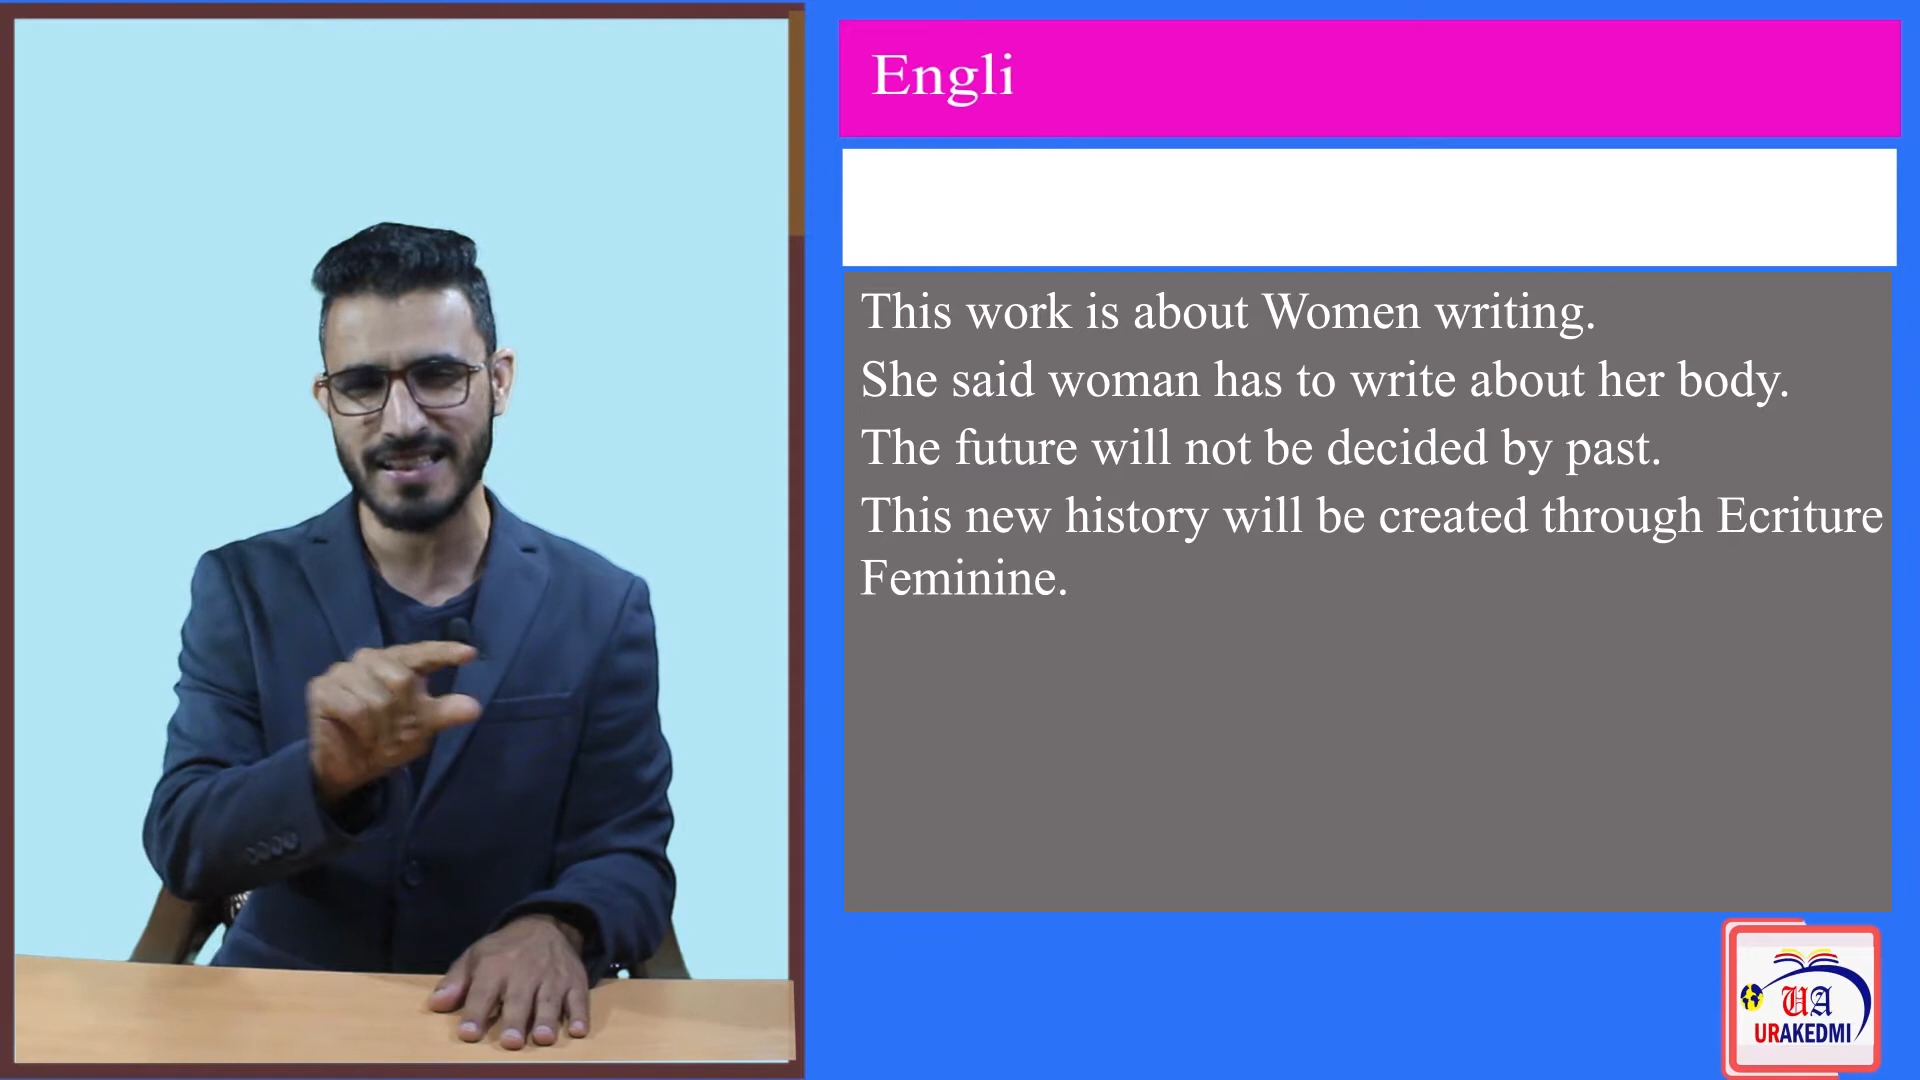 Engli
This work is about Women writing.
She said woman has to write about her body.
The future will not be decided by past.
This new history will be created through Ecriture
Feminine.
UA
URAKEDMI